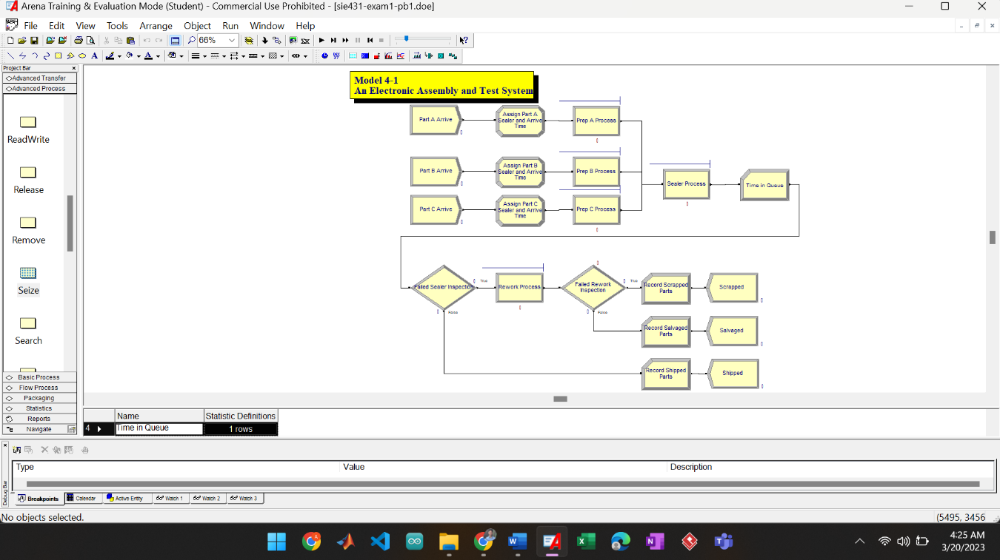 Arena Training & Evaluation Mode (Student) - Commercial Use Prohibited - [sie431-exam1-pb1.doe]
File Edit View Tools Arrange Object Run Window Help
66%
Project Bar
Advanced Transfer
Advanced Process
ReadWrite
Release
Remove
Seize
Search
Basic Process
Flow Process
Packaging
Statistics
Reports
Navigate
Model 4-1
An Electronic Assembly and Test System
Part A Arrive
0
Assign Part A
Sealer and Arrive
Time
Prep A Process
0
Part B Arrive
0
Assign Part B
Sealer and Arrive
Time
Prep B Process
Part C Arrive
0
Assign Part C
Sealer and Arrive
Time
Prep C Process
0
Sealer Process
0
Time in Queue
Failed Sealer Inspection
0 True
0 False
Rework Process
0
0
Failed Rework
Inspection
0 True
0 False
Record Scrapped
Parts
Scrapped
0
Record Salvaged
Parts
Salvaged
0
Record Shipped
Parts
Shipped
0
Name Statistic Definitions
4 Time in Queue 1 rows
Debug Bar
Type Value Description
Breakpoints Calendar Active Entity Watch 1 Watch 2 Watch 3
No objects selected. (5495, 3456
4:25 AM
3/20/2023